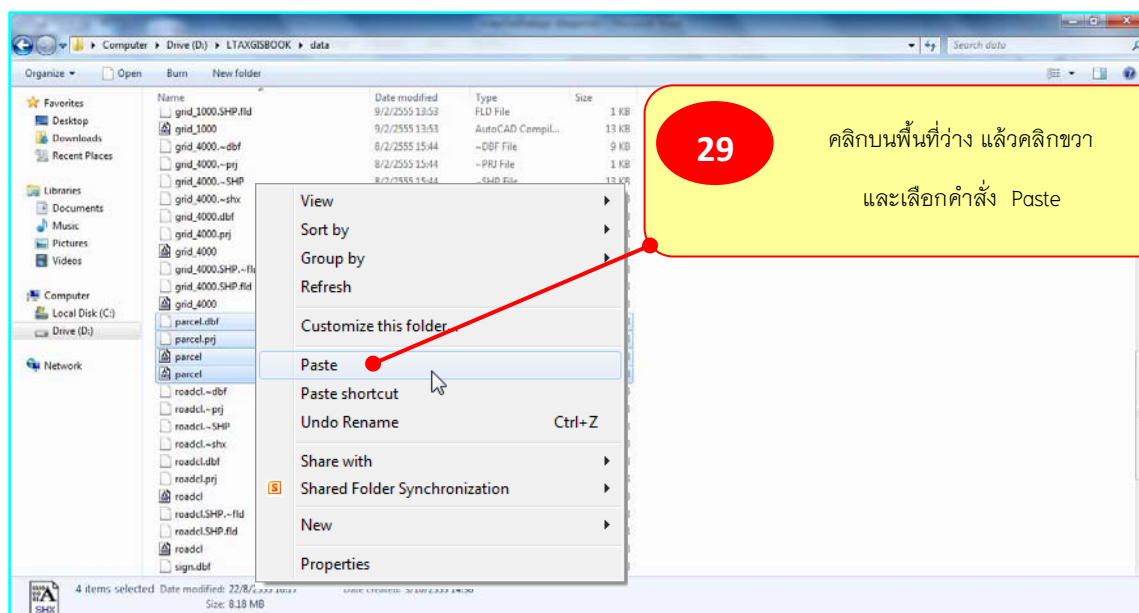 Computer ▸ Drive (D:) ▸ LTAXGISBOOK ▸ data
Search data
Organize
Open
Burn
New folder
Favorites
Desktop
Downloads
Recent Places
Libraries
Documents
Music
Pictures
Videos
Computer
Local Disk (C:)
Drive (D:)
Network
Name Date modified Type Size
grid_1000.SHP.fld 9/2/2555 13:53 FLD File 1 KB
grid_1000 9/2/2555 13:53 AutoCAD Compil... 13 KB
grid_4000.~dbf 8/2/2555 15:44 ~DBF File 9 KB
grid_4000.~prj 8/2/2555 15:44 ~PRJ File 1 KB
grid_4000.~SHP 8/2/2555 15:44 ~SHP File 13 KB
grid_4000.~shx
grid_4000.dbf
grid_4000.prj
grid_4000
grid_4000.SHP.~fld
grid_4000.SHP.fld
grid_4000
parcel.dbf
parcel.prj
parcel
parcel
roadcl.~dbf
roadcl.~prj
roadcl.~SHP
roadcl.~shx
roadcl.dbf
roadcl.prj
roadcl
roadcl.SHP.~fld
roadcl.SHP.fld
roadcl
sign.dbf
View
Sort by
Group by
Refresh
Customize this folder...
Paste
Paste shortcut
Undo Rename Ctrl+Z
Share with
S Shared Folder Synchronization
New
Properties
29
คลิกบนพื้นที่ว่าง แล้วคลิกขวา
และเลือกคำสั่ง Paste
4 items selected Date modified:
Size: 8.18 MB
SHX